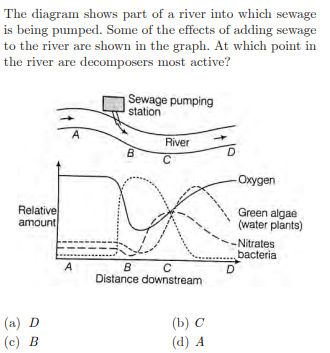 The diagram shows part of a river into which sewage
is being pumped. Some of the effects of adding sewage
to the river are shown in the graph. At which point in
the river are decomposers most active?
Sewage pumping
station
A
River
B
C
D
Oxygen
Relative
amount
Green algae
(water plants)
Nitrates
bacteria
A B C D
Distance downstream
(a) D (b) C
(c) B (d) A